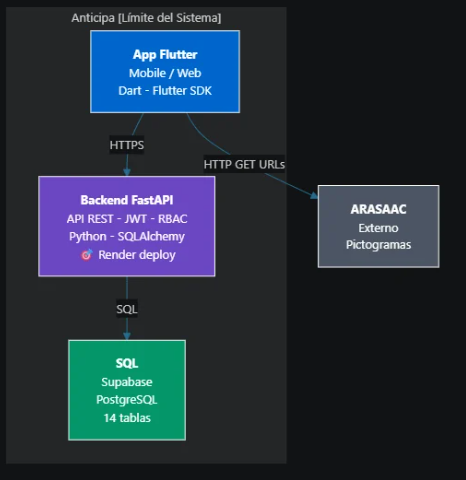 Anticipa [Límite del Sistema]
App Flutter
Mobile / Web
Dart - Flutter SDK
HTTPS
HTTP GET URLs
Backend FastAPI
API REST - JWT - RBAC
Python - SQLAlchemy
🎯 Render deploy
ARASAAC
Externo
Pictogramas
SQL
SQL
Supabase
PostgreSQL
14 tablas